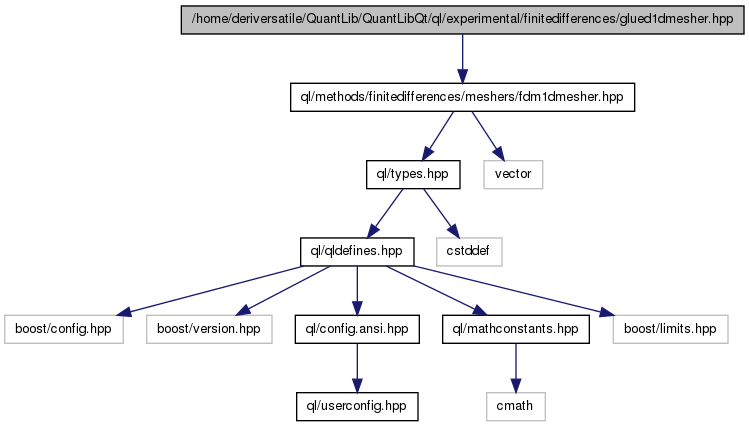 /home/deriversatile/QuantLib/QuantLibQt/ql/experimental/finitedifferences/glued1dmesher.hpp
ql/methods/finitedifferences/meshers/fdm1dmesher.hpp
ql/types.hpp
vector
ql/qldefines.hpp
cstddef
boost/config.hpp
boost/version.hpp
ql/config.ansi.hpp
ql/mathconstants.hpp
boost/limits.hpp
ql/userconfig.hpp
cmath